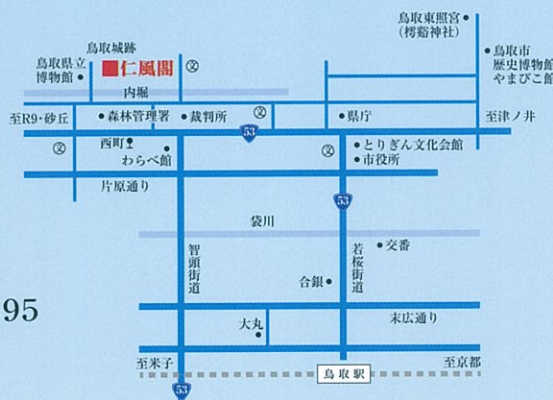 鳥取東照宮
(樗谿神社)
鳥取城跡
鳥取県立
博物館
仁風閣
文
鳥取市
歴史博物館
やまびこ館
内堀
至R9・砂丘
森林管理署
裁判所
文
県庁
至津ノ井
53
文
西町
わらべ館
文
とりぎん文化会館
市役所
片原通り
53
袋川
智頭街道
若桜街道
交番
合銀
95
大丸
末広通り
至米子
至京都
鳥取駅
53